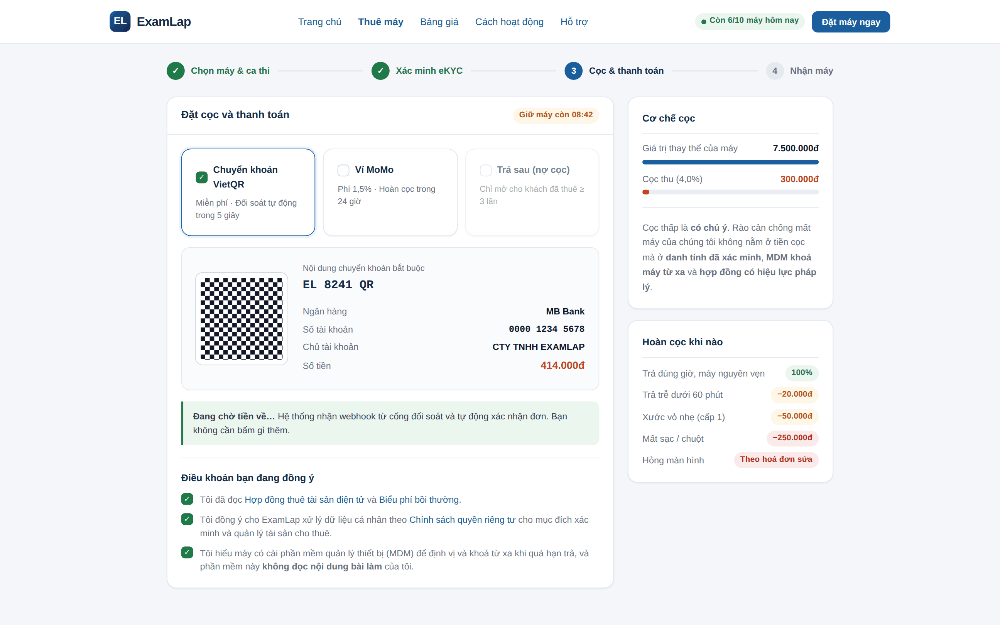 EL ExamLap
Trang chủ Thuê máy Bảng giá Cách hoạt động Hỗ trợ
Còn 6/10 máy hôm nay
Đặt máy ngay
✓ Chọn máy & ca thi
✓ Xác minh eKYC
3 Cọc & thanh toán
4 Nhận máy
Đặt cọc và thanh toán
Giữ máy còn 08:42
✓ Chuyển khoản
VietQR
Miễn phí · Đối soát tự động
trong 5 giây
Ví MoMo
Phí 1,5% · Hoàn cọc trong
24 giờ
Trả sau (nợ cọc)
Chỉ mở cho khách đã thuê ≥
3 lần
Nội dung chuyển khoản bắt buộc
EL 8241 QR
Ngân hàng MB Bank
Số tài khoản 0000 1234 5678
Chủ tài khoản CTY TNHH EXAMLAP
Số tiền 414.000đ
Đang chờ tiền về… Hệ thống nhận webhook từ cổng đối soát và tự động xác nhận đơn. Bạn
không cần bấm gì thêm.
Điều khoản bạn đang đồng ý
✓ Tôi đã đọc Hợp đồng thuê tài sản điện tử và Biểu phí bồi thường.
✓ Tôi đồng ý cho ExamLap xử lý dữ liệu cá nhân theo Chính sách quyền riêng tư cho mục đích xác
minh và quản lý tài sản cho thuê.
✓ Tôi hiểu máy có cài phần mềm quản lý thiết bị (MDM) để định vị và khoá từ xa khi quá hạn trả, và
phần mềm này không đọc nội dung bài làm của tôi.
Cơ chế cọc
Giá trị thay thế của máy 7.500.000đ
Cọc thu (4,0%) 300.000đ
Cọc thấp là có chủ ý. Rào cản chống mất
máy của chúng tôi không nằm ở tiền cọc
mà ở danh tính đã xác minh, MDM khoá
máy từ xa và hợp đồng có hiệu lực pháp
lý.
Hoàn cọc khi nào
Trả đúng giờ, máy nguyên vẹn 100%
Trả trễ dưới 60 phút −20.000đ
Xước vỏ nhẹ (cấp 1) −50.000đ
Mất sạc / chuột −250.000đ
Hỏng màn hình Theo hoá đơn sửa